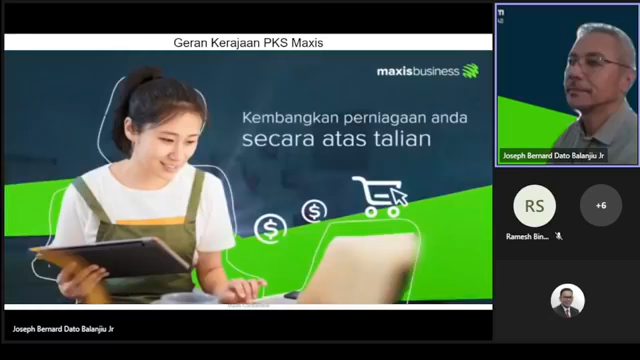 Geran Kerajaan PKS Maxis
maxisbusiness
Kembangkan perniagaan anda
secara atas talian
Joseph Bernard Dato Balanjiu Jr
Joseph Bernard Dato Balanjiu Jr
RS
+6
Ramesh Bin...